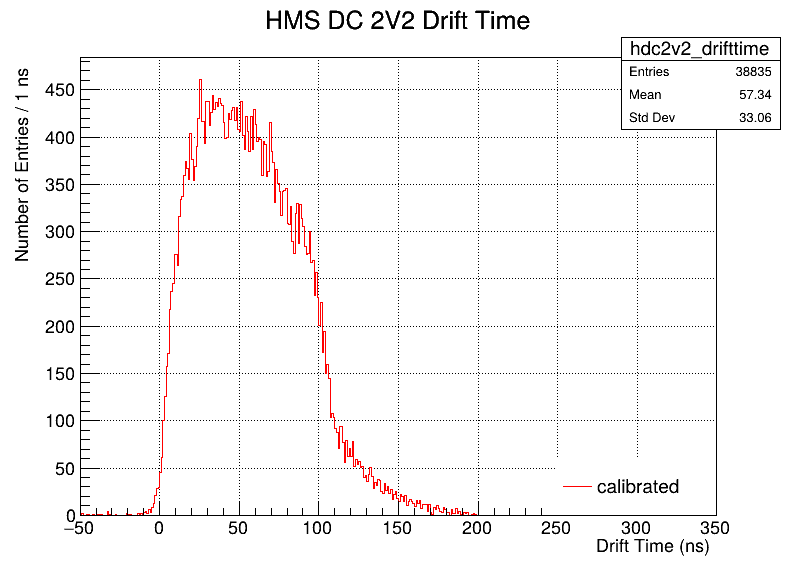 HMS DC 2V2 Drift Time
hdc2v2_drifttime
Entries 38835
Mean 57.34
Std Dev 33.06
Number of Entries / 1 ns
450
400
350
300
250
200
150
100
50
0
−50 0 50 100 150 200 250 300 350
calibrated
Drift Time (ns)